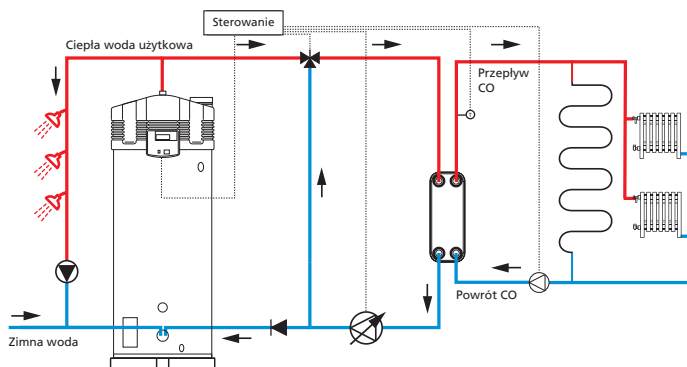 Sterowanie
Ciepła woda użytkowa
Przepływ
CO
T
Powrót CO
Zimna woda